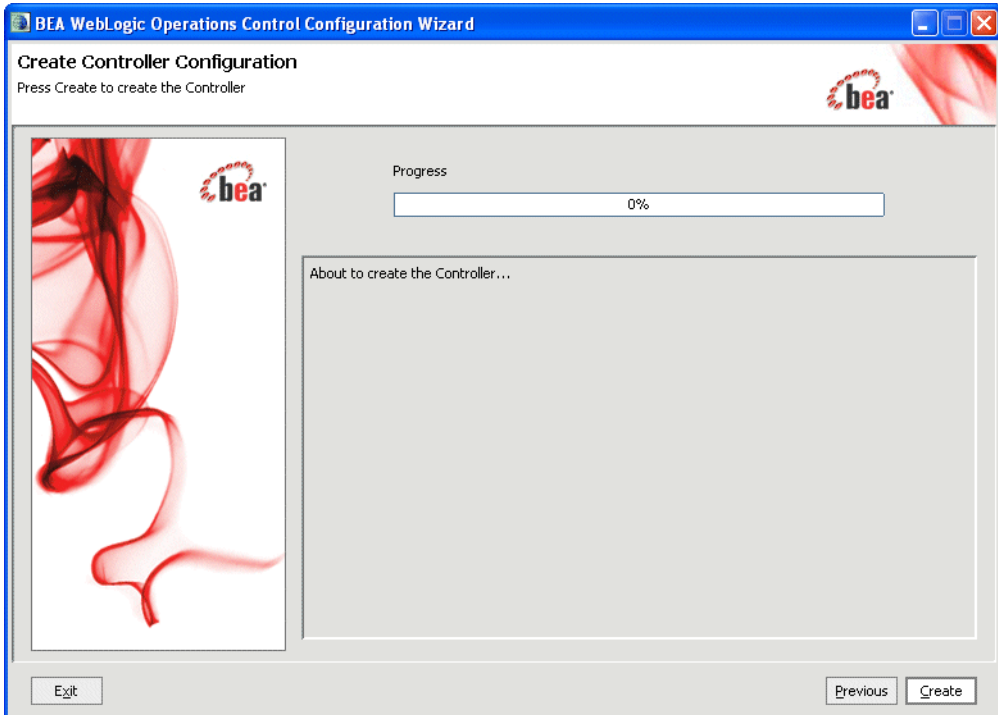 BEA WebLogic Operations Control Configuration Wizard
Create Controller Configuration
Press Create to create the Controller
bea
bea
Progress
0%
About to create the Controller...
Exit
Previous
Create